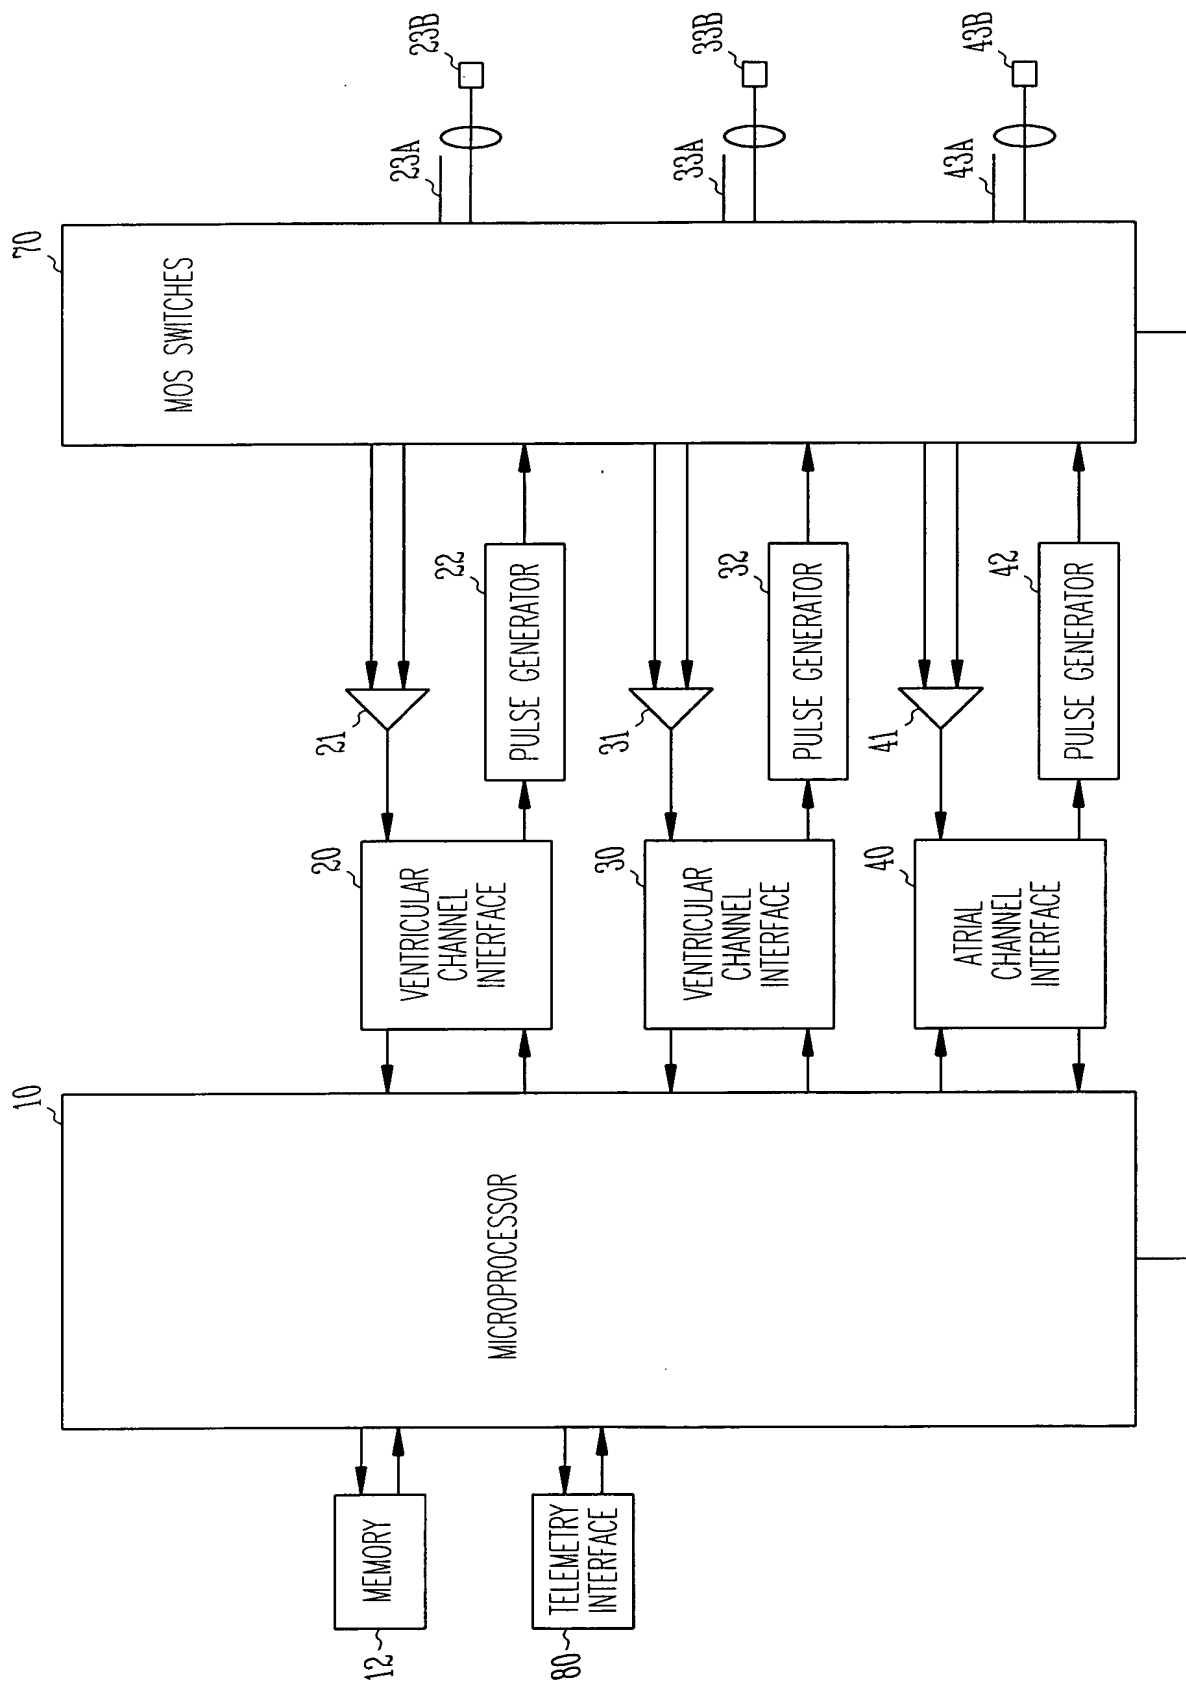 10
MICROPROCESSOR
MEMORY
12
TELEMETRY
INTERFACE
80
20
VENTRICULAR
CHANNEL
INTERFACE
21
22
PULSE GENERATOR
30
VENTRICULAR
CHANNEL
INTERFACE
31
32
PULSE GENERATOR
40
ATRIAL
CHANNEL
INTERFACE
41
42
PULSE GENERATOR
70
MOS SWITCHES
23A
23B
33A
33B
43A
43B